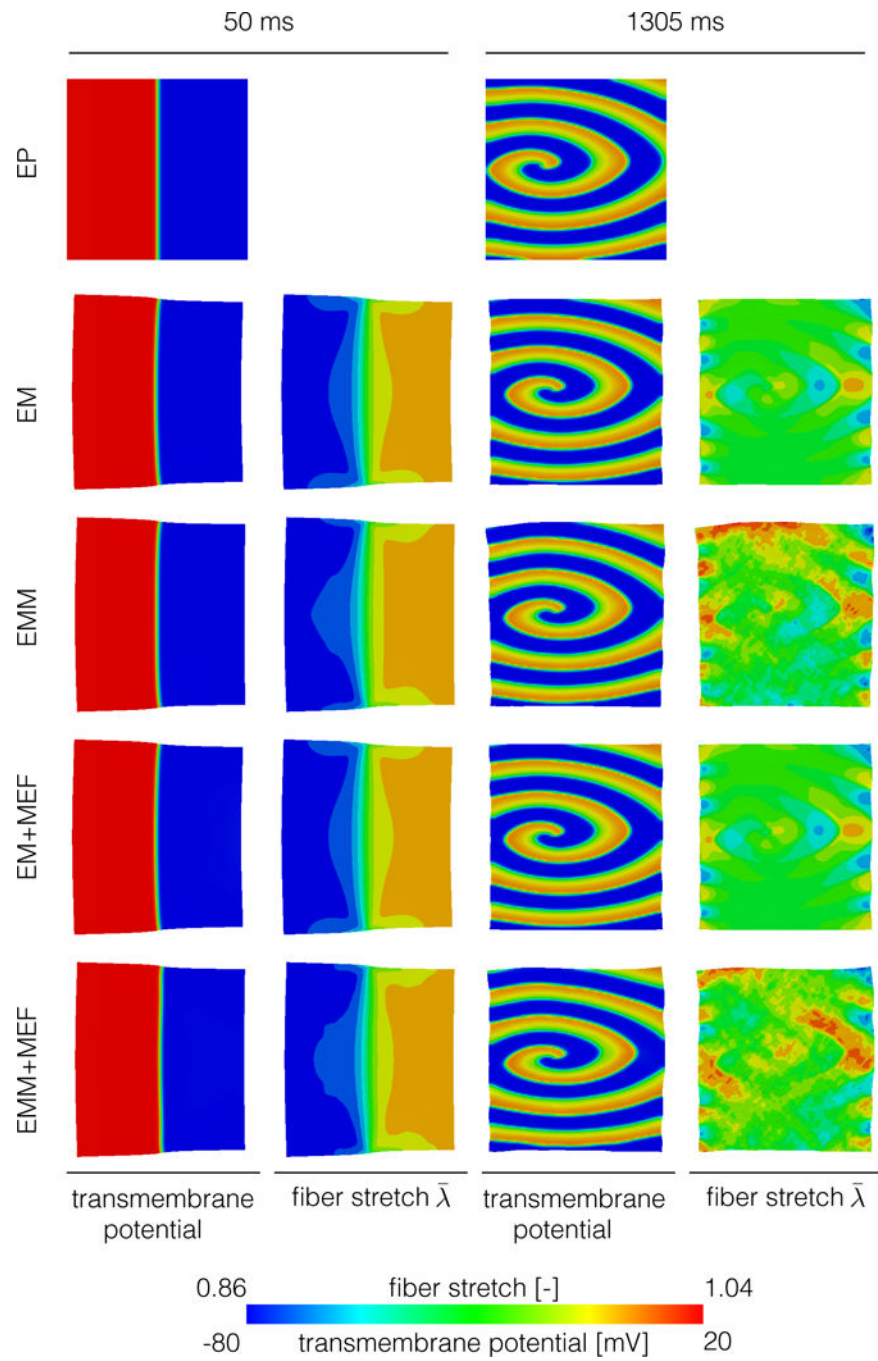 50 ms
1305 ms
EP
EM
EMM
EM+MEF
EMM+MEF
transmembrane
potential
fiber stretch λ̄
transmembrane
potential
fiber stretch λ̄
0.86
fiber stretch [-]
1.04
-80
transmembrane potential [mV]
20